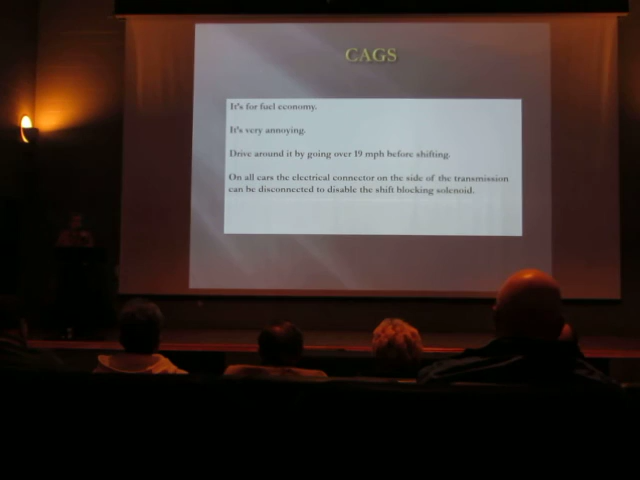 CAGS
It's for fuel economy.
It's very annoying.
Drive around it by going over 19 mph before shifting.
On all cars the electrical connector on the side of the transmission
can be disconnected to disable the shift blocking solenoid.